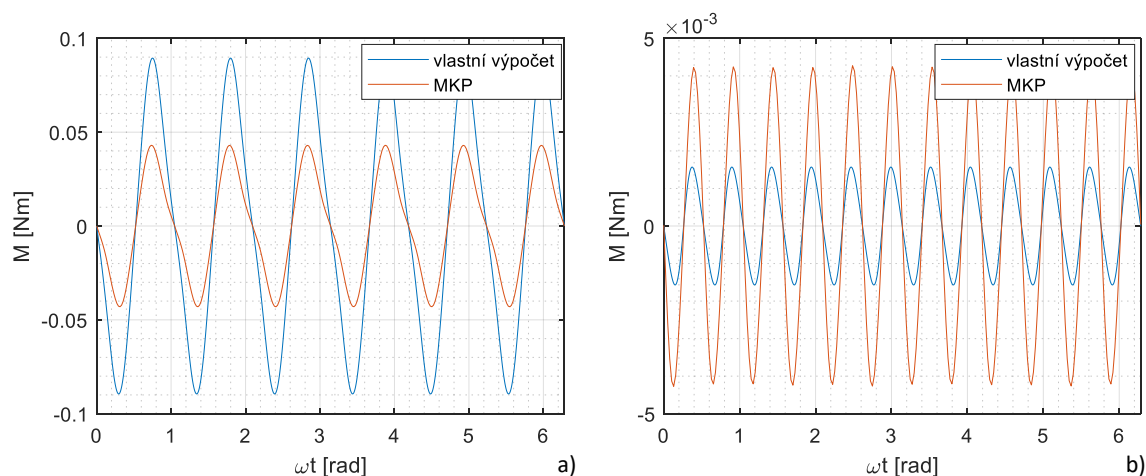 0.1
0.05
0
-0.05
-0.1
M [Nm]
0 1 2 3 4 5 6
ωt [rad]
vlastní výpočet
MKP
a)
×10⁻³
5
0
-5
M [Nm]
0 1 2 3 4 5 6
ωt [rad]
vlastní výpočet
MKP
b)